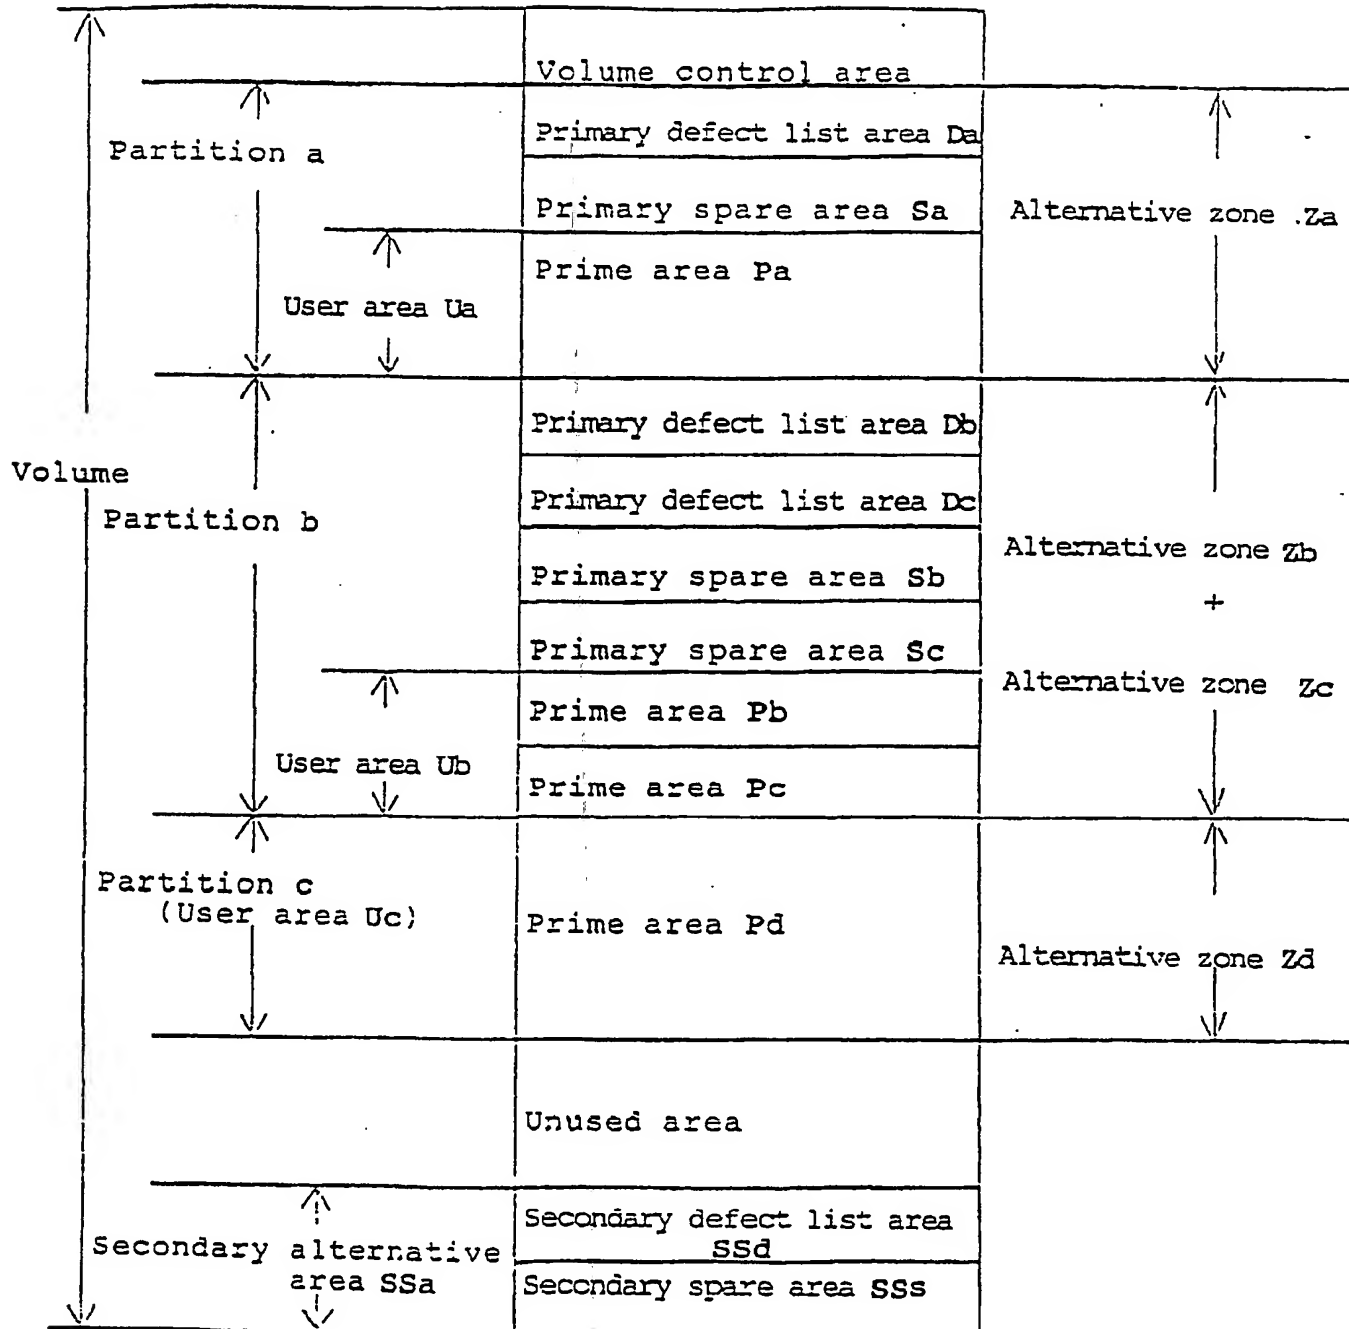 Volume control area
Primary defect list area Da
Partition a
Primary spare area Sa
Alternative zone .Za
Prime area Pa
User area Ua
Primary defect list area Db
Volume
Primary defect list area Dc
Partition b
Alternative zone Zb
Primary spare area Sb
+
Primary spare area Sc
Alternative zone Zc
Prime area Pb
User area Ub
Prime area Pc
Partition c
(User area Uc)
Prime area Pd
Alternative zone Zd
Unused area
Secondary defect list area
SSd
Secondary alternative
area SSa
Secondary spare area SSs